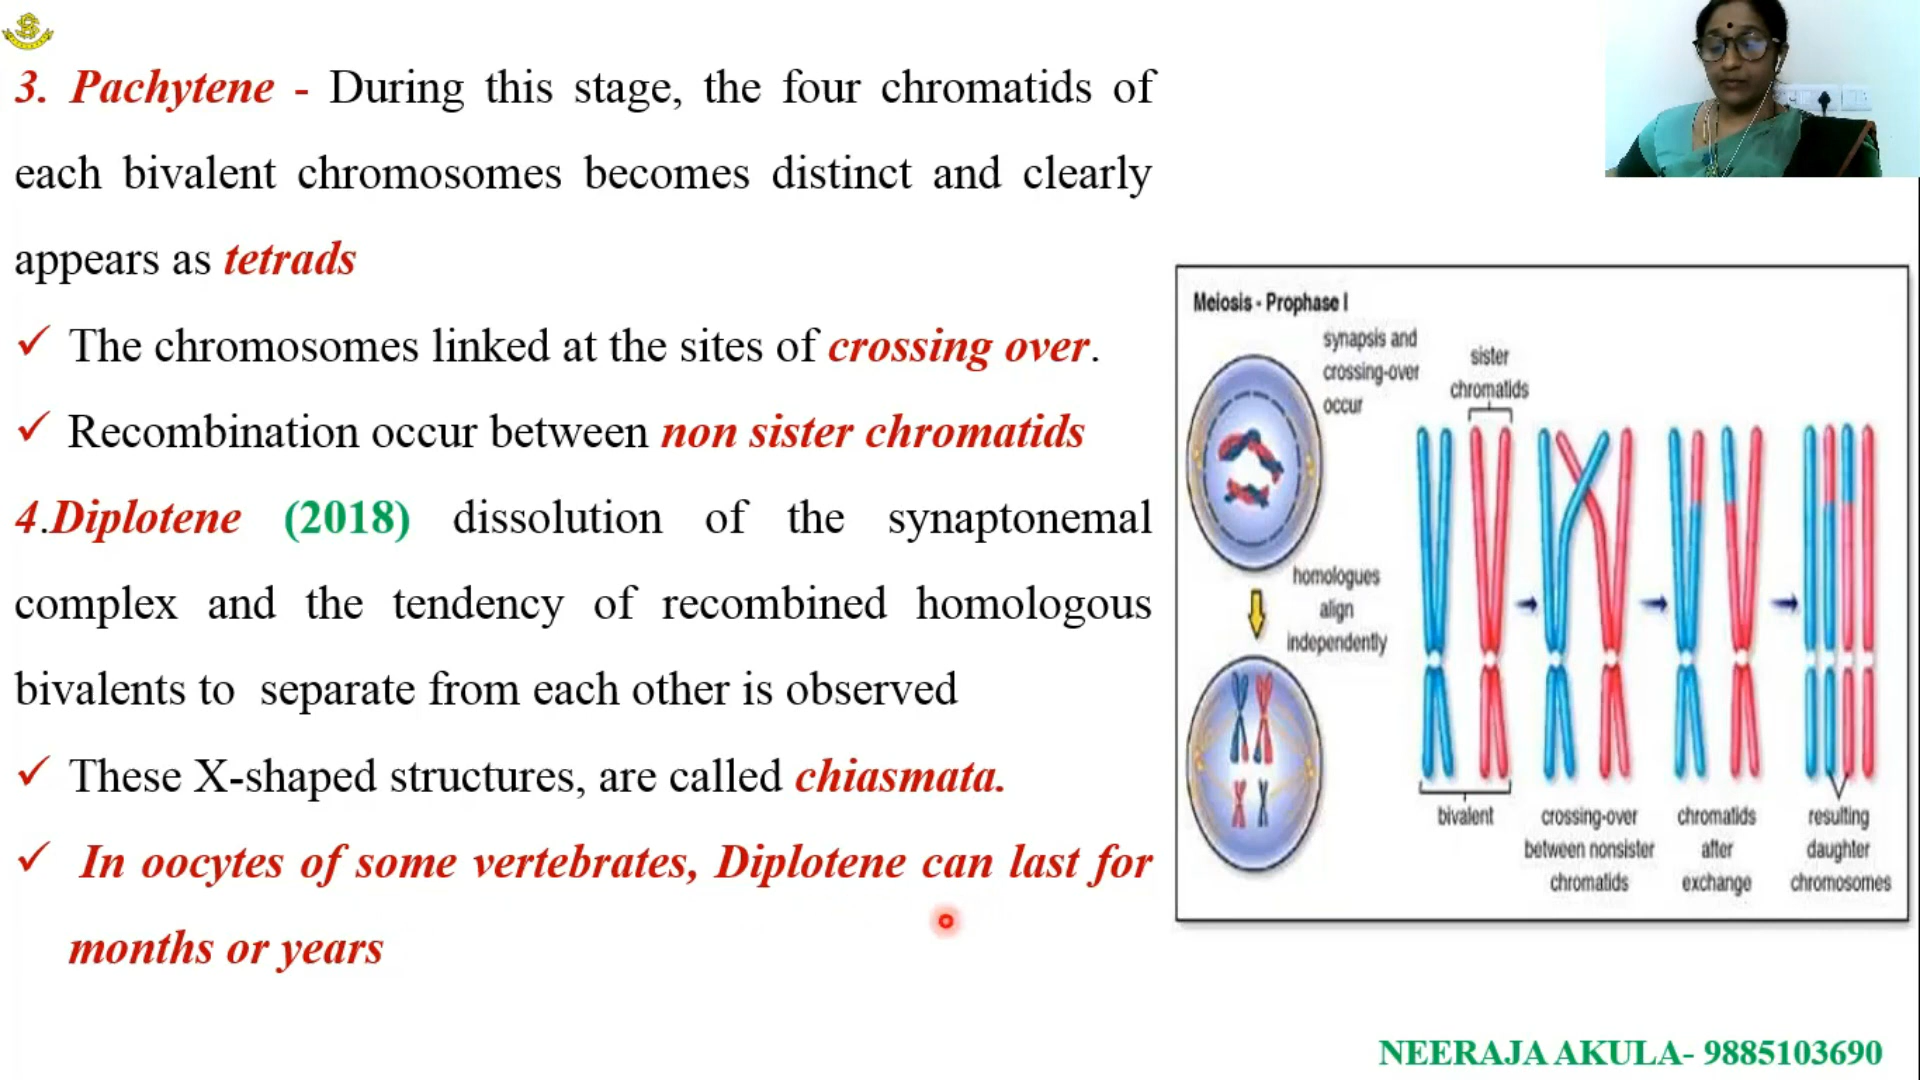 3. Pachytene - During this stage, the four chromatids of
each bivalent chromosomes becomes distinct and clearly
appears as tetrads
✓ The chromosomes linked at the sites of crossing over.
✓ Recombination occur between non sister chromatids
4.Diplotene (2018) dissolution of the synaptonemal
complex and the tendency of recombined homologous
bivalents to separate from each other is observed
✓ These X-shaped structures, are called chiasmata.
✓ In oocytes of some vertebrates, Diplotene can last for
months or years
Meiosis - Prophase I
synapsis and
crossing-over
occur
sister
chromatids
homologues
align
independently
bivalent
crossing-over
between nonsister
chromatids
chromatids
after
exchange
resulting
daughter
chromosomes
NEERAJA AKULA- 9885103690